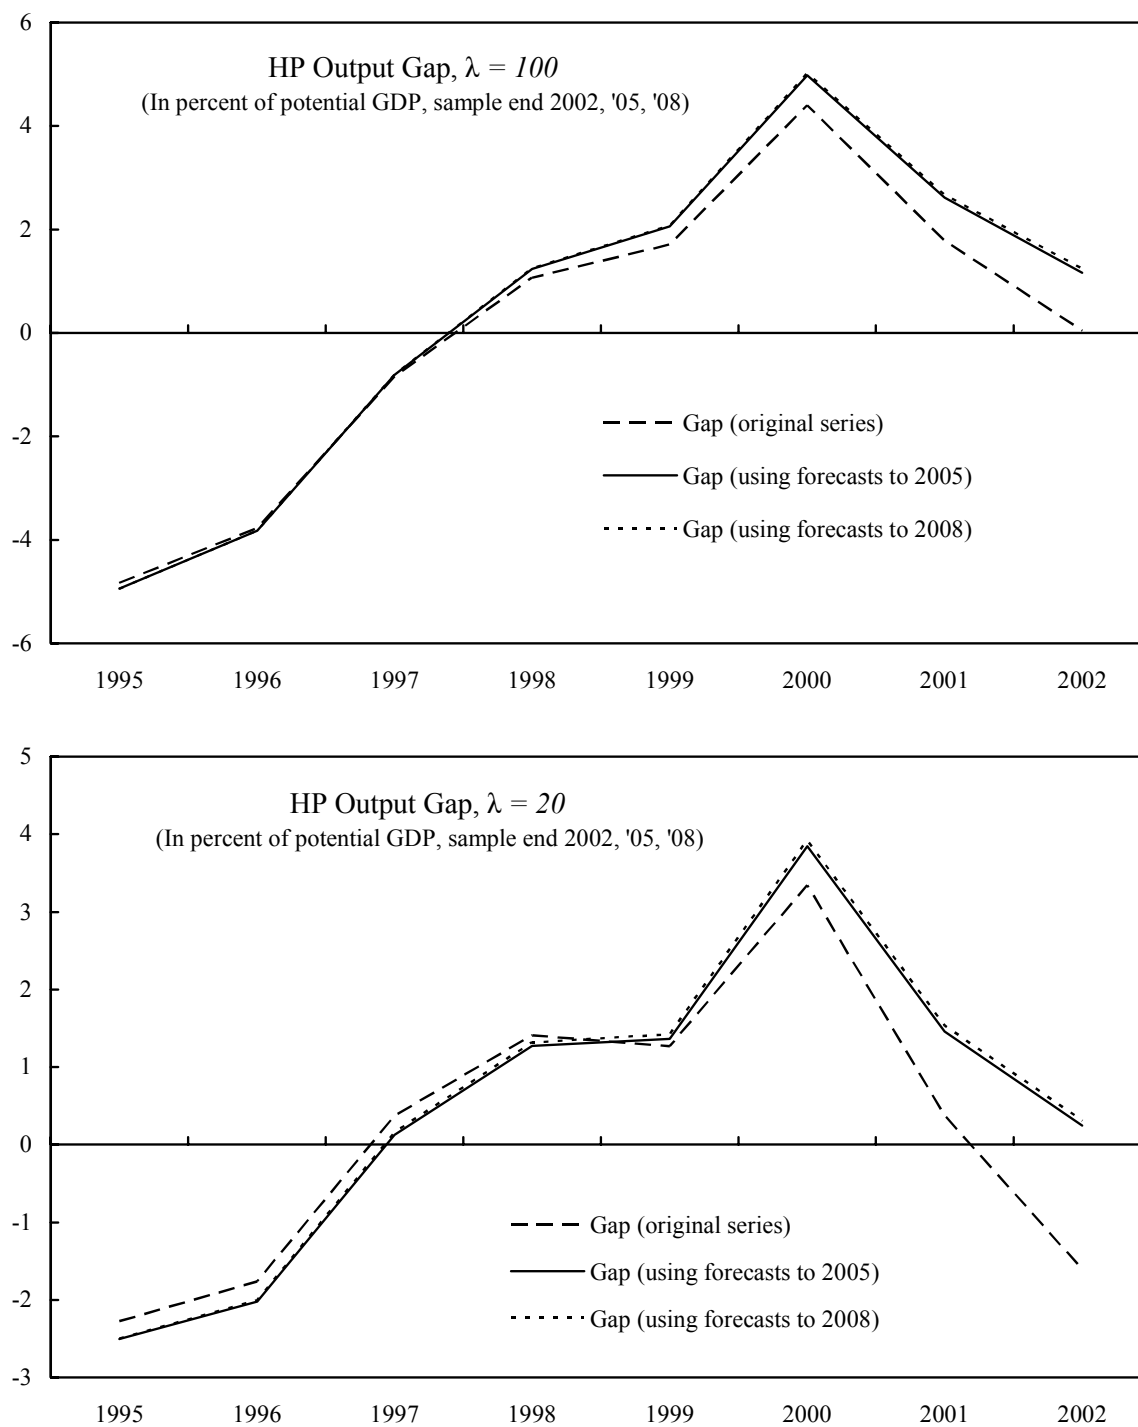 6
4
2
0
-2
-4
-6
HP Output Gap, λ = 100
(In percent of potential GDP, sample end 2002, '05, '08)
Gap (original series)
Gap (using forecasts to 2005)
Gap (using forecasts to 2008)
1995 1996 1997 1998 1999 2000 2001 2002
5
4
3
2
1
0
-1
-2
-3
HP Output Gap, λ = 20
(In percent of potential GDP, sample end 2002, '05, '08)
Gap (original series)
Gap (using forecasts to 2005)
Gap (using forecasts to 2008)
1995 1996 1997 1998 1999 2000 2001 2002